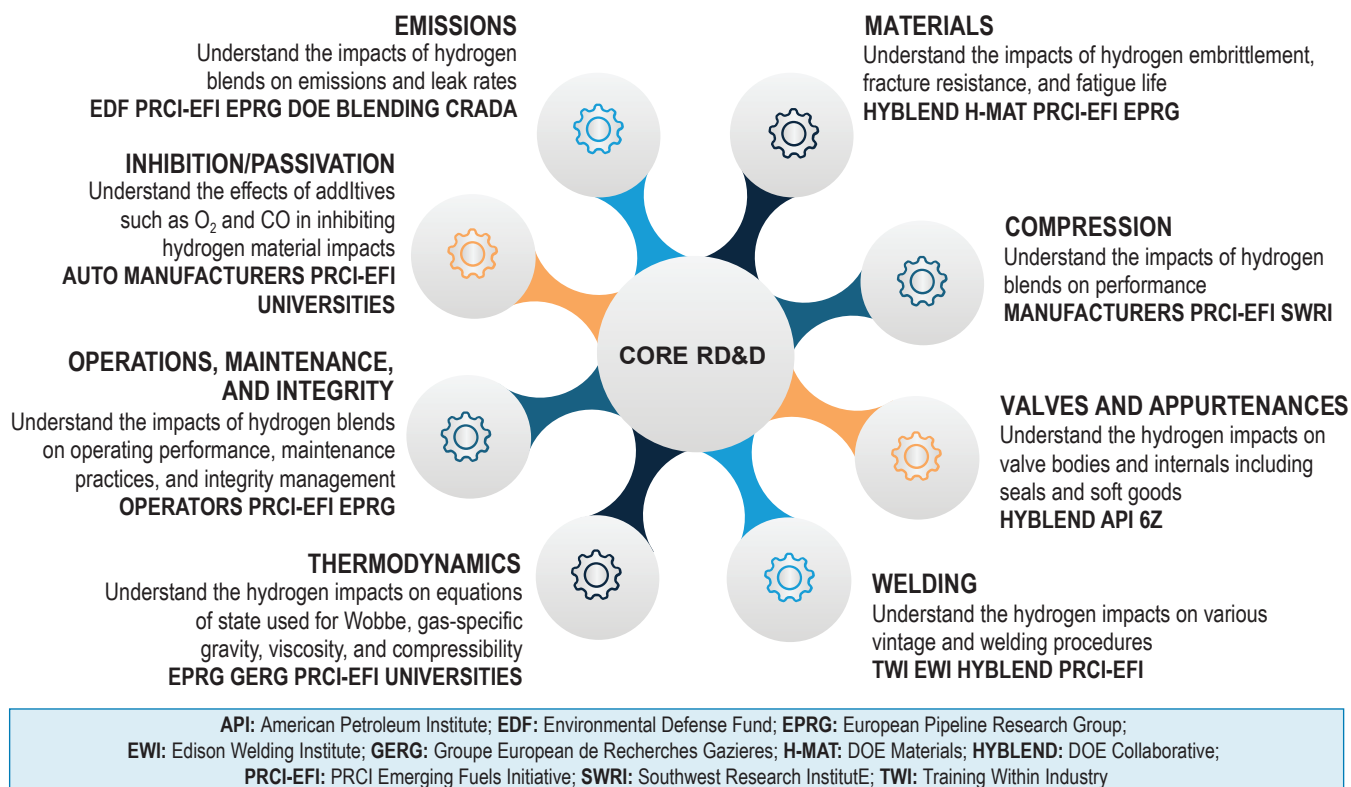 EMISSIONS
Understand the impacts of hydrogen
blends on emissions and leak rates
EDF PRCI-EFI EPRG DOE BLENDING CRADA
INHIBITION/PASSIVATION
Understand the effects of addItives
such as O₂ and CO in inhibiting
hydrogen material impacts
AUTO MANUFACTURERS PRCI-EFI
UNIVERSITIES
OPERATIONS, MAINTENANCE,
AND INTEGRITY
Understand the impacts of hydrogen blends
on operating performance, maintenance
practices, and integrity management
OPERATORS PRCI-EFI EPRG
THERMODYNAMICS
Understand the hydrogen impacts on equations
of state used for Wobbe, gas-specific
gravity, viscosity, and compressibility
EPRG GERG PRCI-EFI UNIVERSITIES
CORE RD&D
MATERIALS
Understand the impacts of hydrogen embrittlement,
fracture resistance, and fatigue life
HYBLEND H-MAT PRCI-EFI EPRG
COMPRESSION
Understand the impacts of hydrogen
blends on performance
MANUFACTURERS PRCI-EFI SWRI
VALVES AND APPURTENANCES
Understand the hydrogen impacts on
valve bodies and internals including
seals and soft goods
HYBLEND API 6Z
WELDING
Understand the hydrogen impacts on various
vintage and welding procedures
TWI EWI HYBLEND PRCI-EFI
API: American Petroleum Institute; EDF: Environmental Defense Fund; EPRG: European Pipeline Research Group;
EWI: Edison Welding Institute; GERG: Groupe European de Recherches Gazieres; H-MAT: DOE Materials; HYBLEND: DOE Collaborative;
PRCI-EFI: PRCI Emerging Fuels Initiative; SWRI: Southwest Research InstitutE; TWI: Training Within Industry